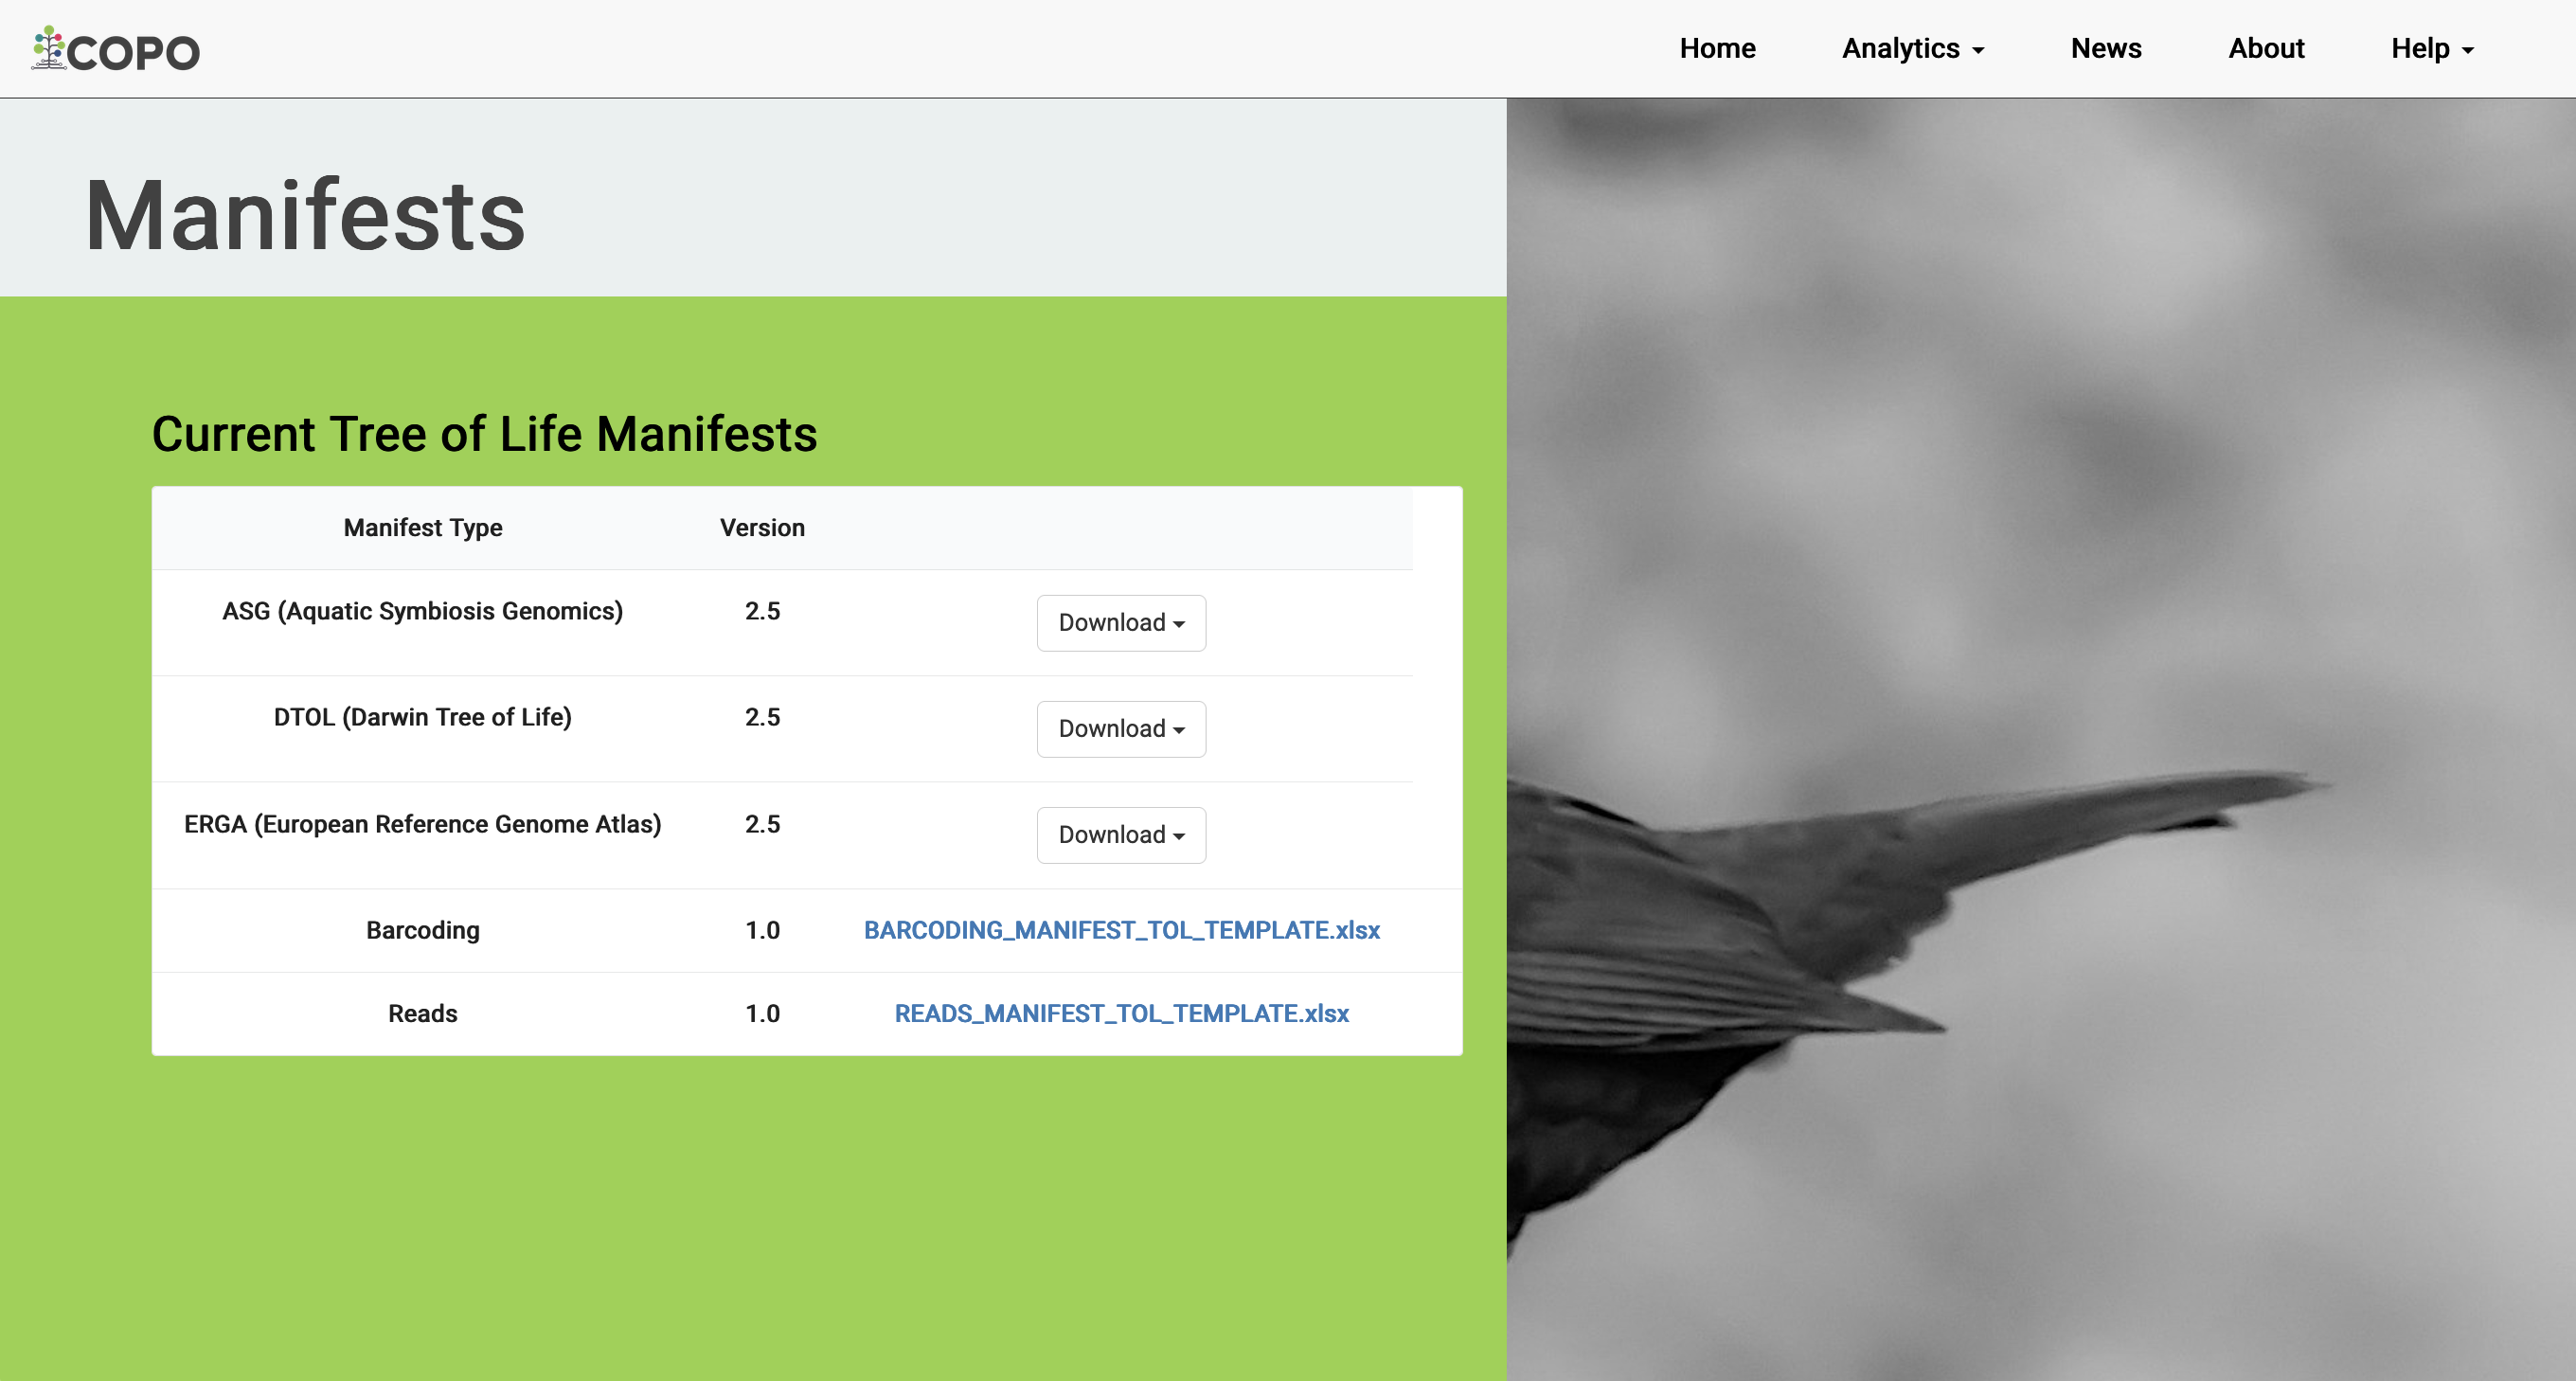 COPO
Home Analytics News About Help
Manifests
Current Tree of Life Manifests
Manifest Type Version
ASG (Aquatic Symbiosis Genomics) 2.5 Download
DTOL (Darwin Tree of Life) 2.5 Download
ERGA (European Reference Genome Atlas) 2.5 Download
Barcoding 1.0 BARCODING_MANIFEST_TOL_TEMPLATE.xlsx
Reads 1.0 READS_MANIFEST_TOL_TEMPLATE.xlsx